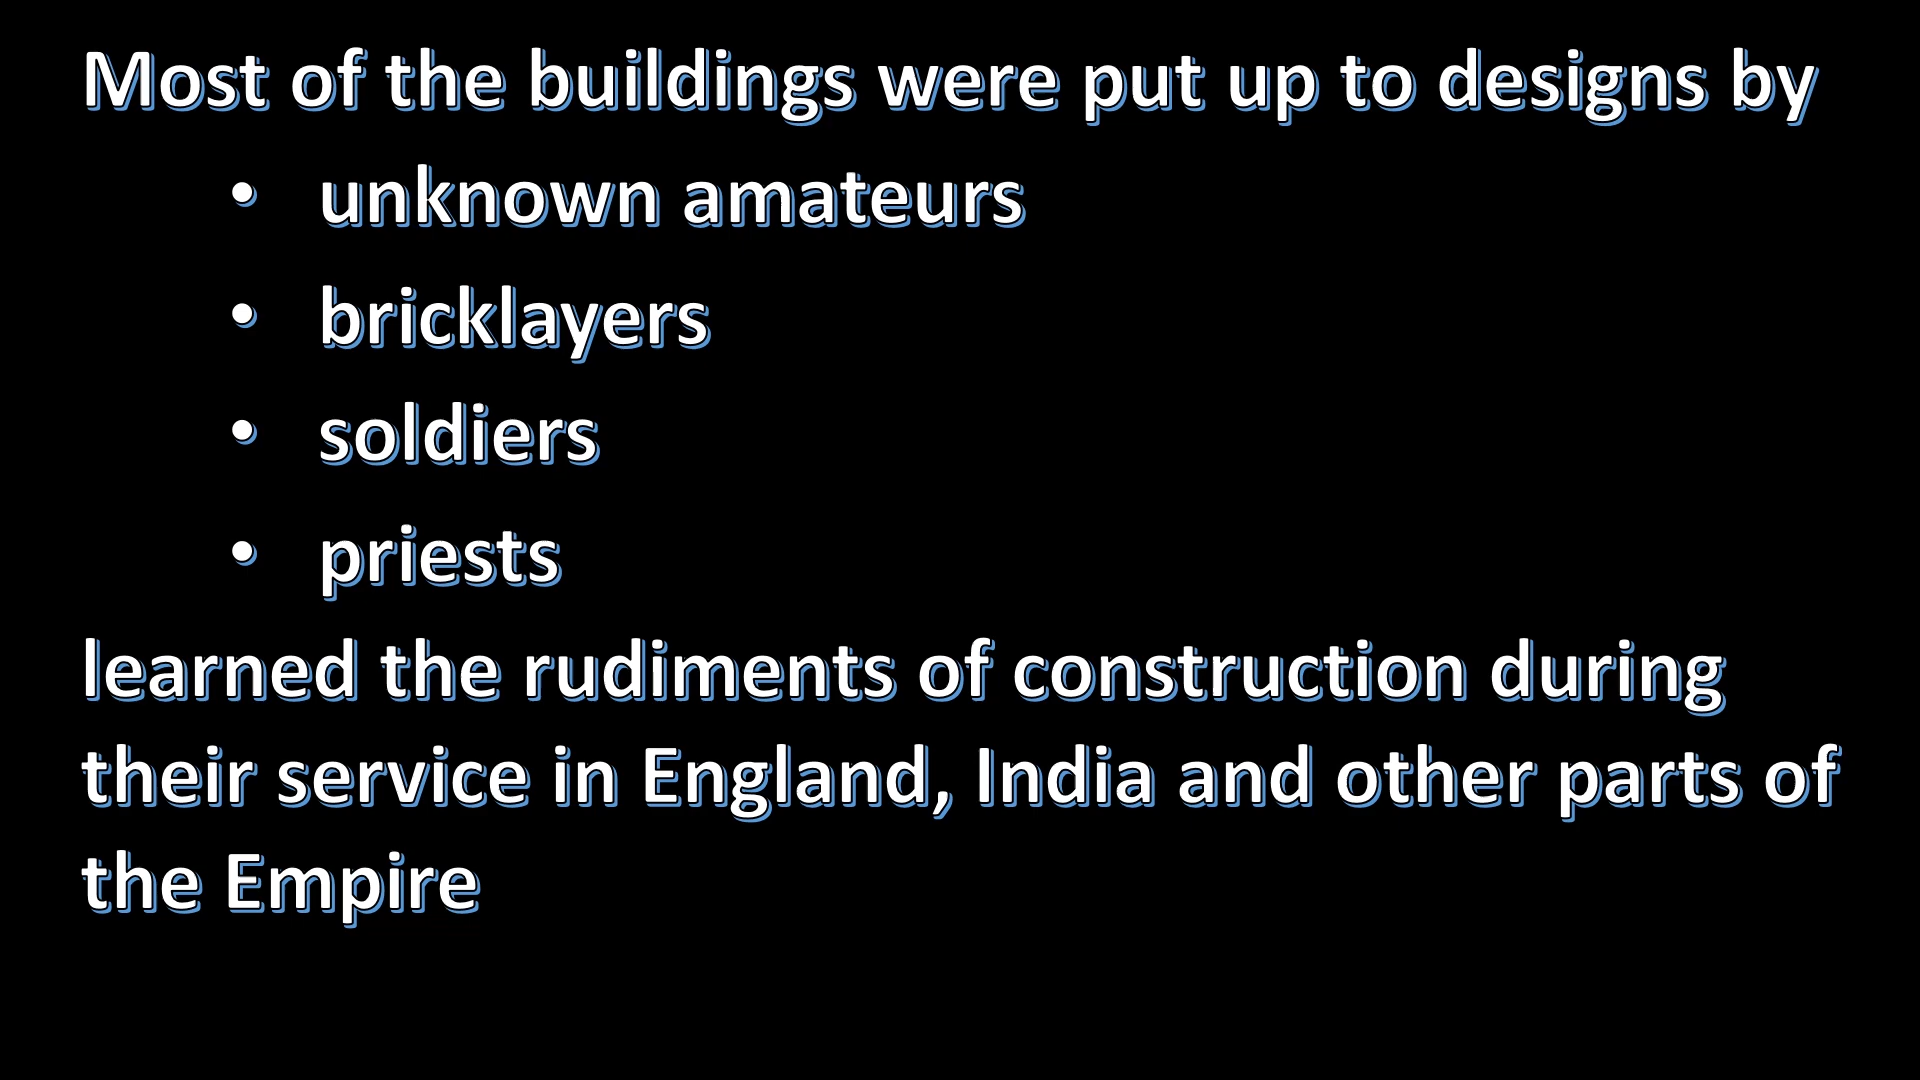 Most of the buildings were put up to designs by
• unknown amateurs
• bricklayers
• soldiers
• priests
learned the rudiments of construction during
their service in England, India and other parts of
the Empire